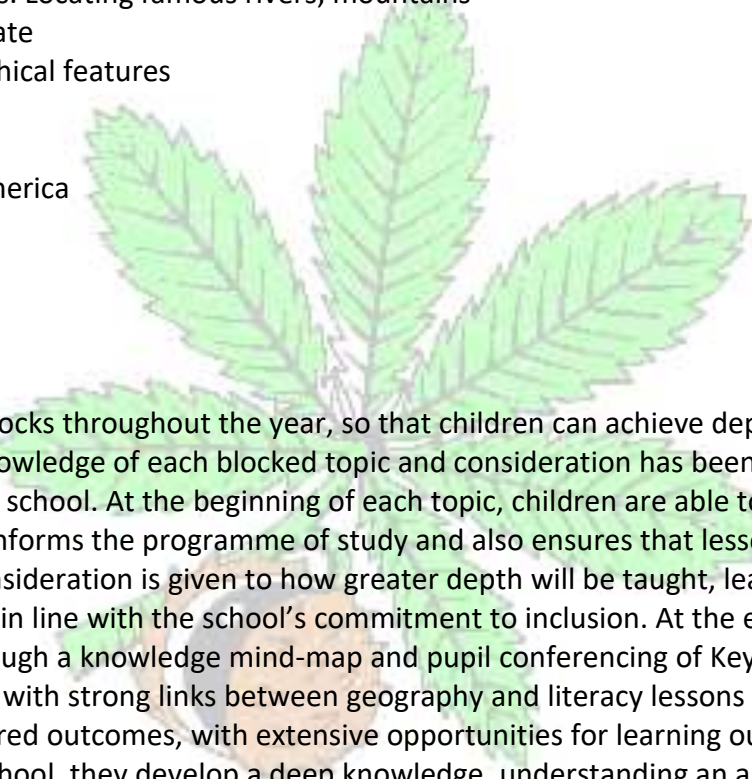 Locating famous rivers, mountains
ate
hical features
nerica
ocks throughout the year, so that children can achieve dep
owledge of each blocked topic and consideration has been
school. At the beginning of each topic, children are able to
nforms the programme of study and also ensures that less
nsideration is given to how greater depth will be taught, lea
in line with the school’s commitment to inclusion. At the e
ugh a knowledge mind-map and pupil conferencing of Key
with strong links between geography and literacy lessons
red outcomes, with extensive opportunities for learning ou
chool, they develop a deep knowledge, understanding an a